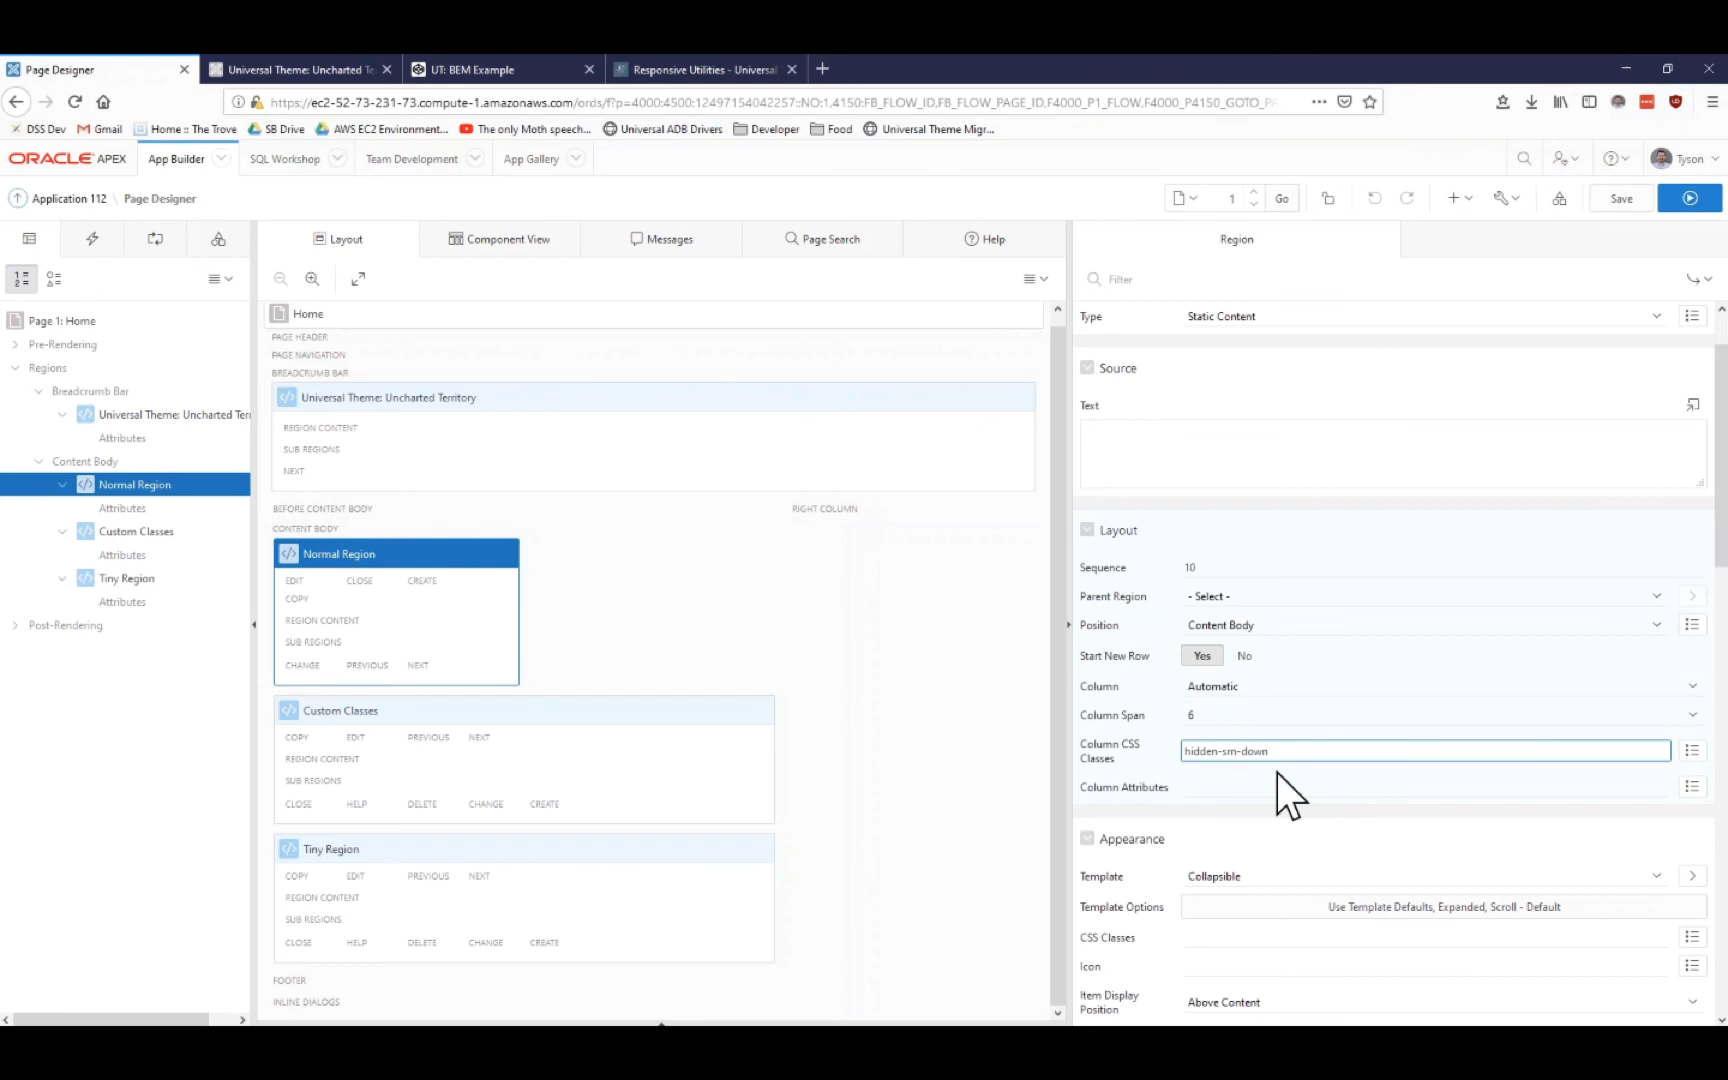 Page Designer
Universal Theme: Uncharted Te
UT: BEM Example
Responsive Utilities - Universal
https://ec2-52-73-231-73.compute-1.amazonaws.com/ords/f?p=4000:4500:12497154042257::NO:1,4150:FB_FLOW_ID,FB_FLOW_PAGE_ID,F4000_P1_FLOW,F4000_P4150_GOTO_PA
DSS Dev
Gmail
Home :: The Trove
SB Drive
AWS EC2 Environment...
The only Moth speech...
Universal ADB Drivers
Developer
Food
Universal Theme Migr...
ORACLE APEX
App Builder
SQL Workshop
Team Development
App Gallery
Tyson
Application 112 \ Page Designer
1
Go
Save
Layout
Component View
Messages
Page Search
Help
Region
Filter
Page 1: Home
Pre-Rendering
Regions
Breadcrumb Bar
Universal Theme: Uncharted Ter
Attributes
Content Body
Normal Region
Attributes
Custom Classes
Attributes
Tiny Region
Attributes
Post-Rendering
Home
PAGE HEADER
PAGE NAVIGATION
BREADCRUMB BAR
Universal Theme: Uncharted Territory
REGION CONTENT
SUB REGIONS
NEXT
BEFORE CONTENT BODY
RIGHT COLUMN
CONTENT BODY
Normal Region
EDIT CLOSE CREATE
COPY
REGION CONTENT
SUB REGIONS
CHANGE PREVIOUS NEXT
Custom Classes
COPY EDIT PREVIOUS NEXT
REGION CONTENT
SUB REGIONS
CLOSE HELP DELETE CHANGE CREATE
Tiny Region
COPY EDIT PREVIOUS NEXT
REGION CONTENT
SUB REGIONS
CLOSE HELP DELETE CHANGE CREATE
FOOTER
INLINE DIALOGS
Type Static Content
Source
Text
Layout
Sequence 10
Parent Region - Select -
Position Content Body
Start New Row Yes No
Column Automatic
Column Span 6
Column CSS
Classes
hidden-sm-down
Column Attributes
Appearance
Template Collapsible
Template Options Use Template Defaults, Expanded, Scroll - Default
CSS Classes
Icon
Item Display
Position
Above Content